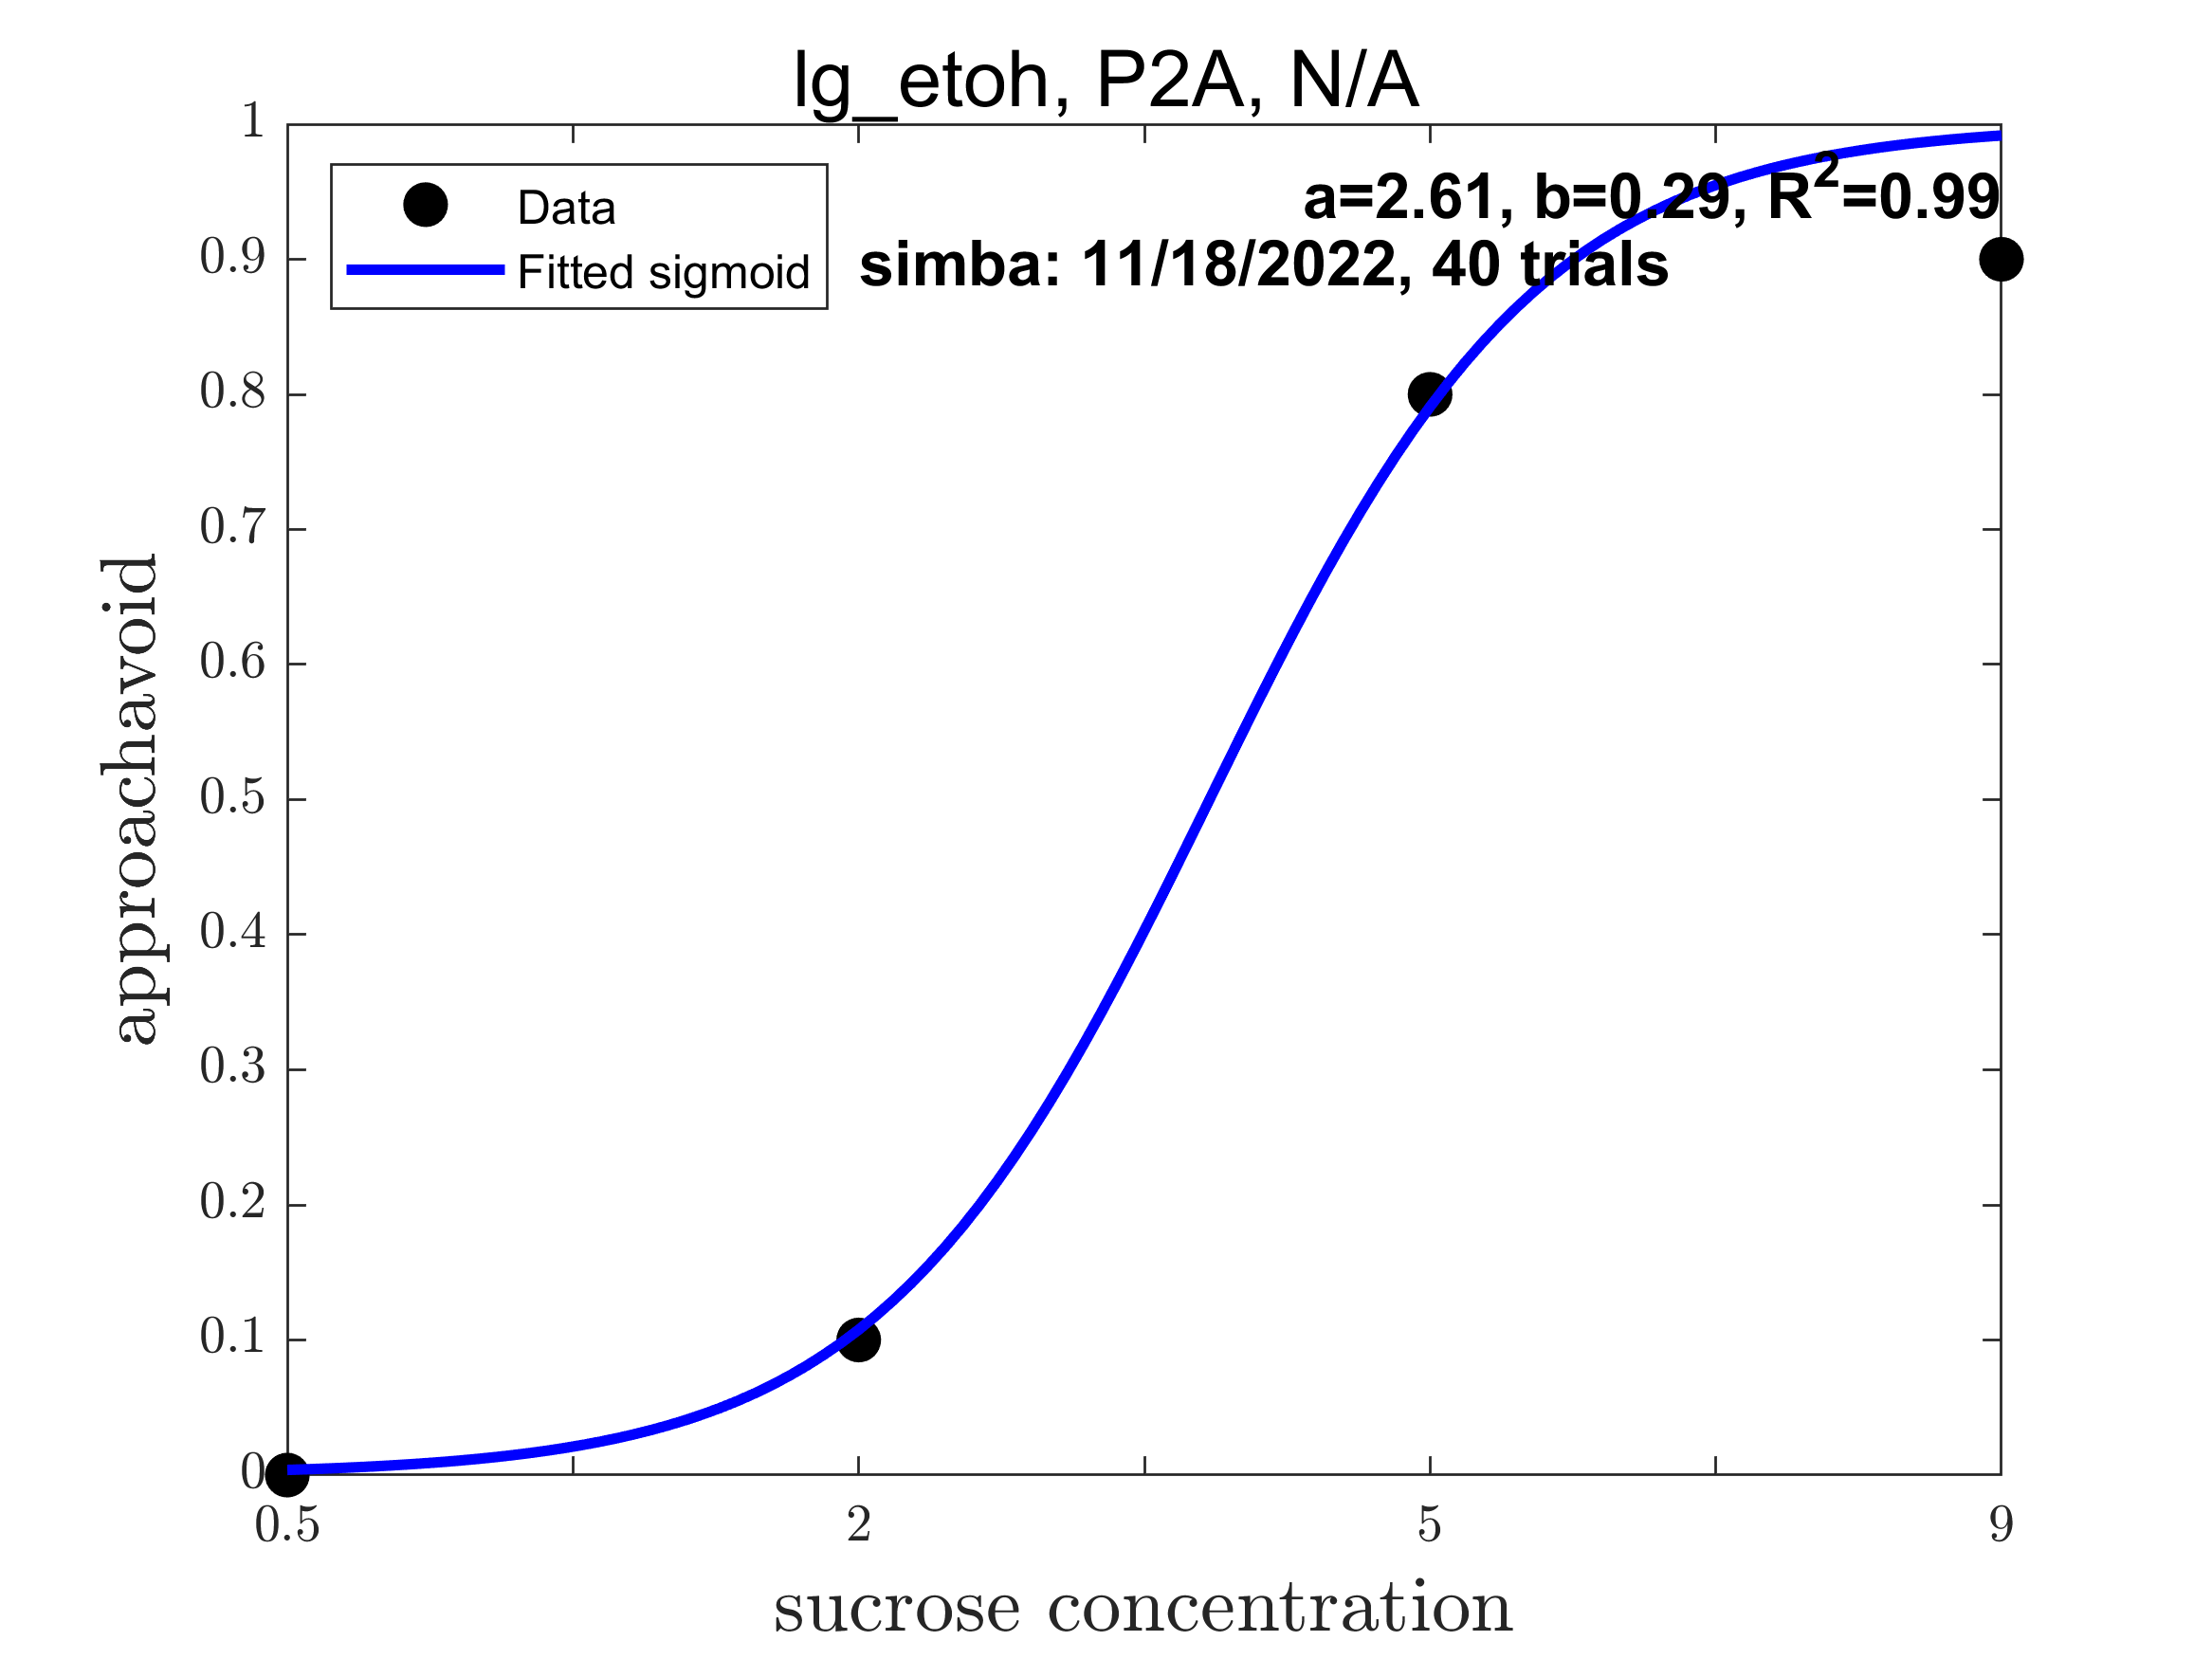 lg_etoh, P2A, N/A
Data
Fitted sigmoid
a=2.61, b=0.29, R²=0.99
simba: 11/18/2022, 40 trials
approachavoid
1
0.9
0.8
0.7
0.6
0.5
0.4
0.3
0.2
0.1
0
0.5 2 5 9
sucrose concentration